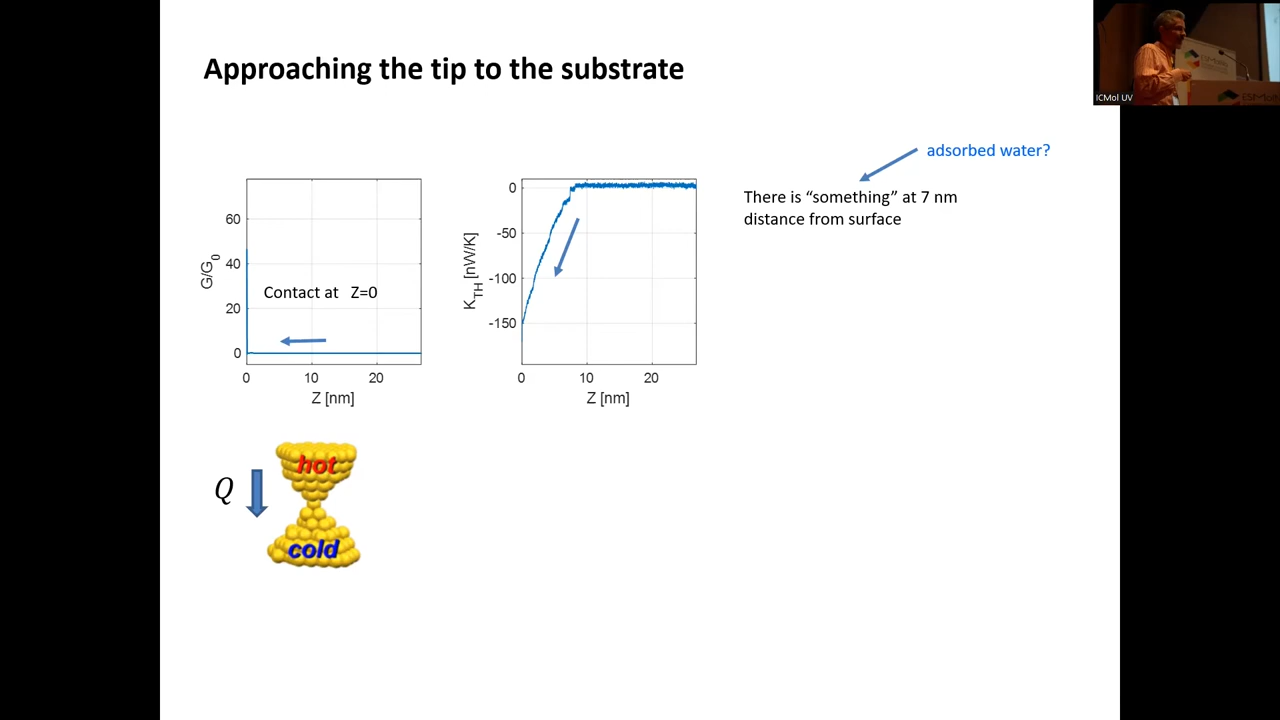 Approaching the tip to the substrate
ICMol UV
adsorbed water?
There is “something” at 7 nm
distance from surface
G/G0
60
40
20
0
Contact at Z=0
0
10
20
Z [nm]
KTH [nW/K]
0
-50
-100
-150
0
10
20
Z [nm]
Q
hot
cold